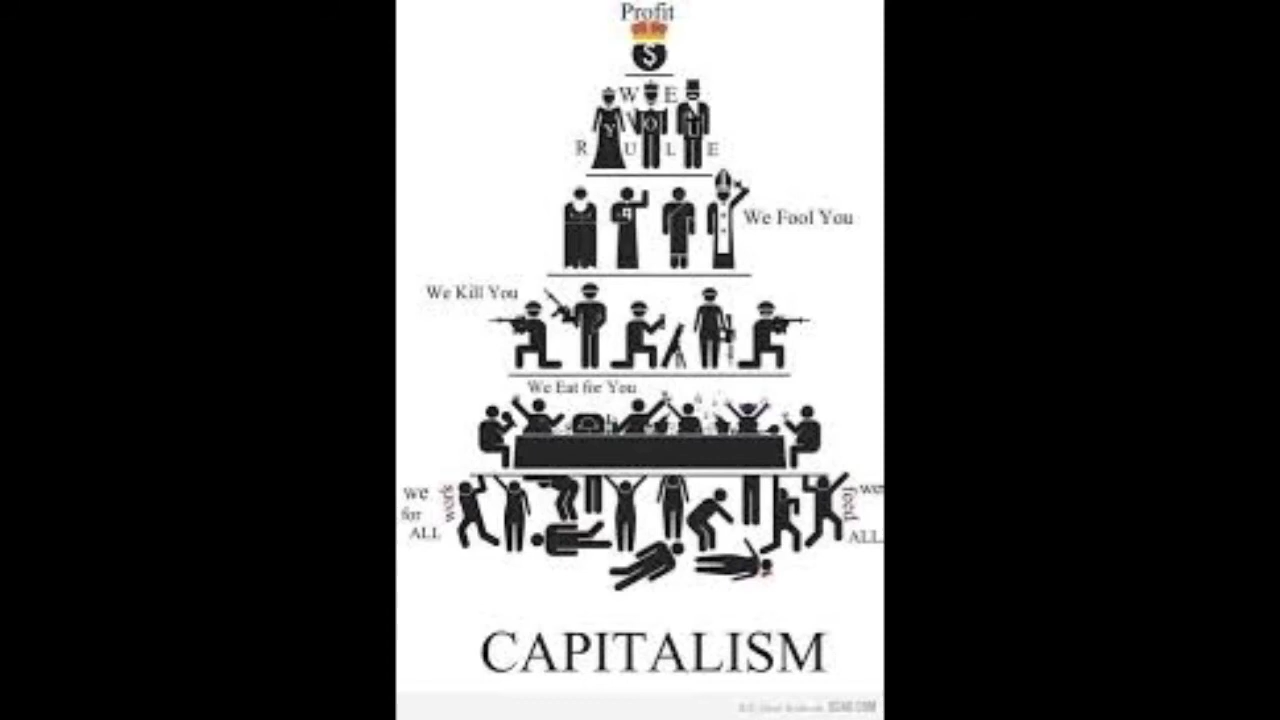 Profit
$
WE
YOU
RULE
We Fool You
We Kill You
We Eat for You
we
work
for
ALL
we
feed
ALL
CAPITALISM